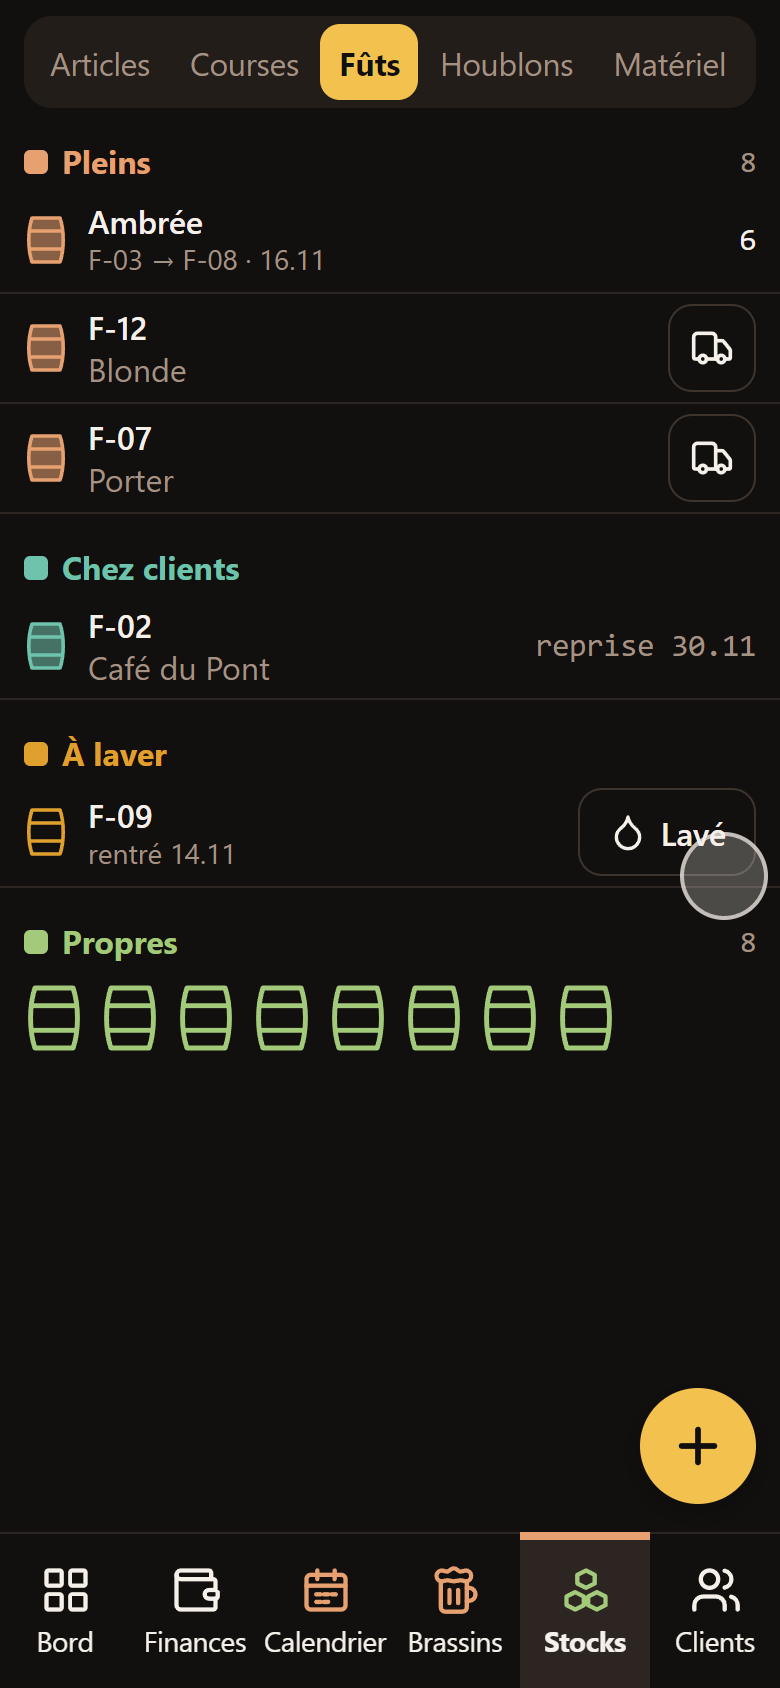 Articles Courses Fûts Houblons Matériel
Pleins 8
Ambrée
F-03 → F-08 · 16.11 6
F-12
Blonde
F-07
Porter
Chez clients
F-02
Café du Pont reprise 30.11
À laver
F-09 Lavé
rentré 14.11
Propres 8
Bord Finances Calendrier Brassins Stocks Clients